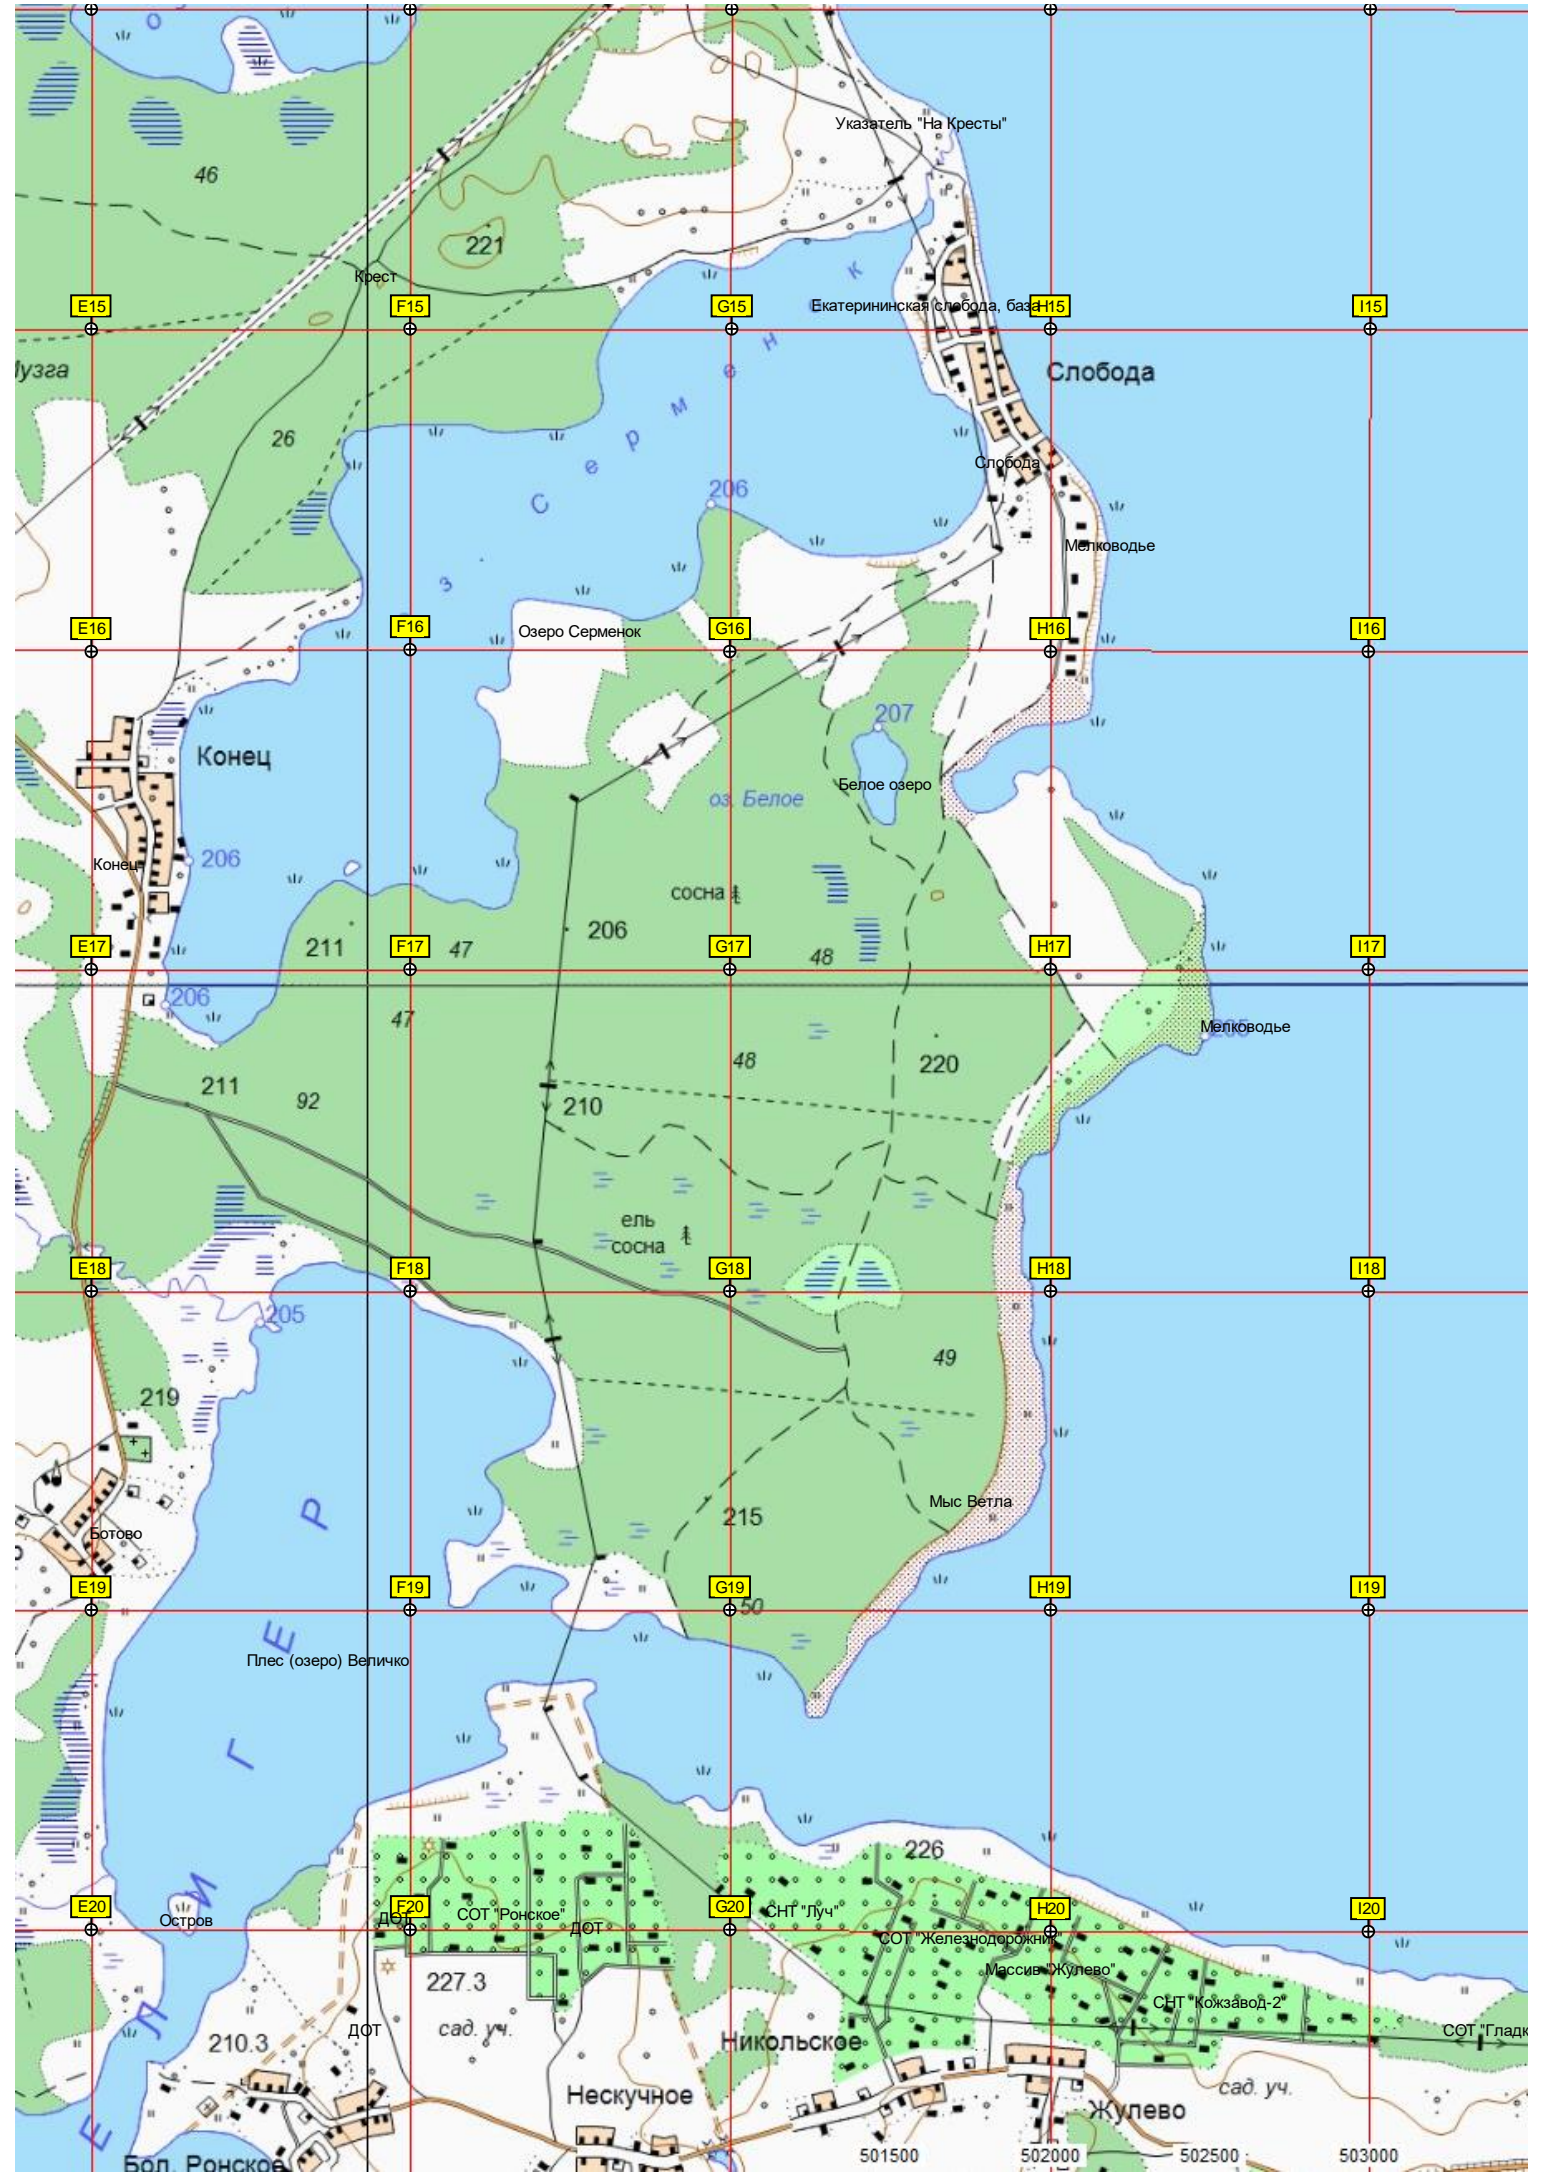 о
46
Указатель "На Кресты"
221
Крест
E15
F15
G15
Екатерининская слобода, база
H15
I15
Слобода
26
С е р м е н о к
206
Слобода
з
Мелководье
E16
F16
Озеро Серменок
G16
H16
I16
207
Конец
оз. Белое
Белое озеро
206
Конец
сосна
206
211
47
48
E17
F17
G17
H17
I17
206
47
Мелководье
211
92
48
220
210
ель
сосна
E18
F18
G18
H18
I18
205
49
219
215
Мыс Ветла
Ботово
E19
F19
G19
H19
I19
50
Плес (озеро) Величко
226
E20
F20
G20
H20
I20
Остров
ДОТ
СОТ "Ронское"
ДОТ
СНТ "Луч"
СОТ "Железнодорожник"
Массив "Жулево"
227.3
СНТ "Кожзавод-2"
210.3
ДОТ
сад. уч.
Никольское
СОТ "Гладк
Нескучное
сад. уч.
Жулево
Бол. Ронское
501500
502000
502500
503000
С Е Л И Г Е Р